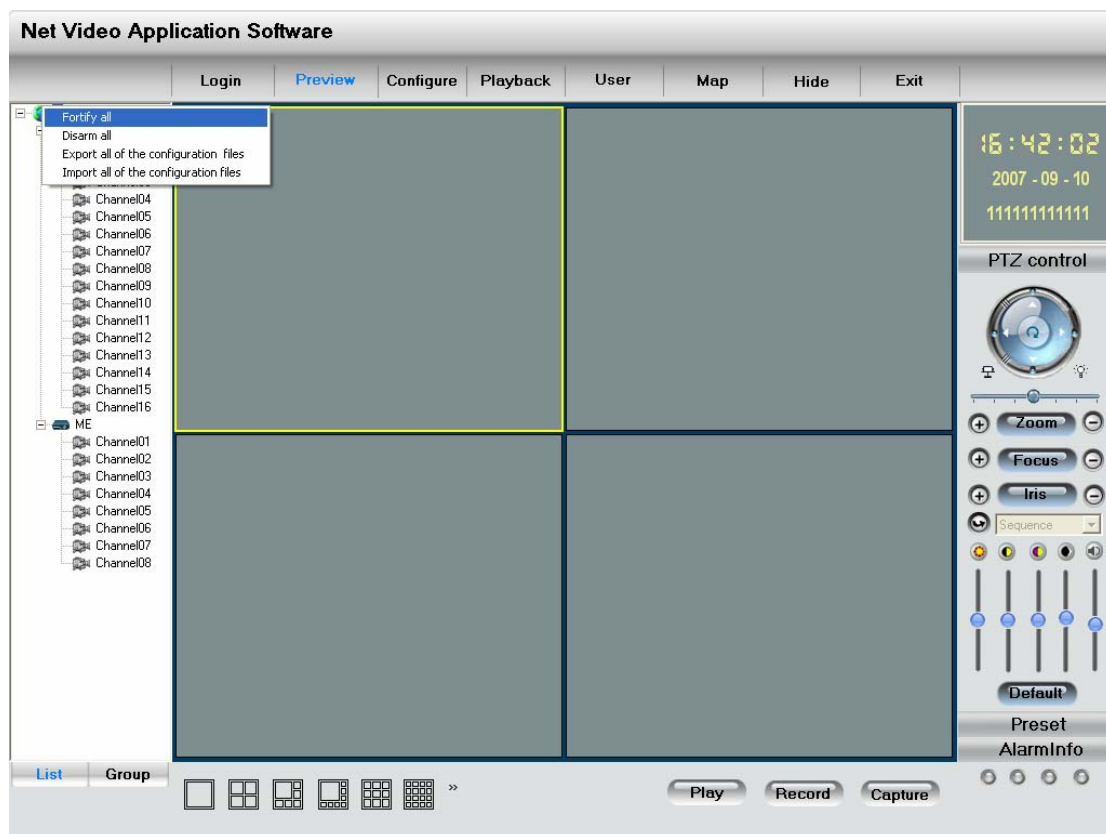 Net Video Application Software
Login Preview Configure Playback User Map Hide Exit
Fortify all
Disarm all
Export all of the configuration files
Import all of the configuration files
Channel04
Channel05
Channel06
Channel07
Channel08
Channel09
Channel10
Channel11
Channel12
Channel13
Channel14
Channel15
Channel16
ME
Channel01
Channel02
Channel03
Channel04
Channel05
Channel06
Channel07
Channel08
List Group
16:42:02
2007 - 09 - 10
111111111111
PTZ control
Zoom
Focus
Iris
Sequence
Default
Preset
AlarmInfo
Play Record Capture